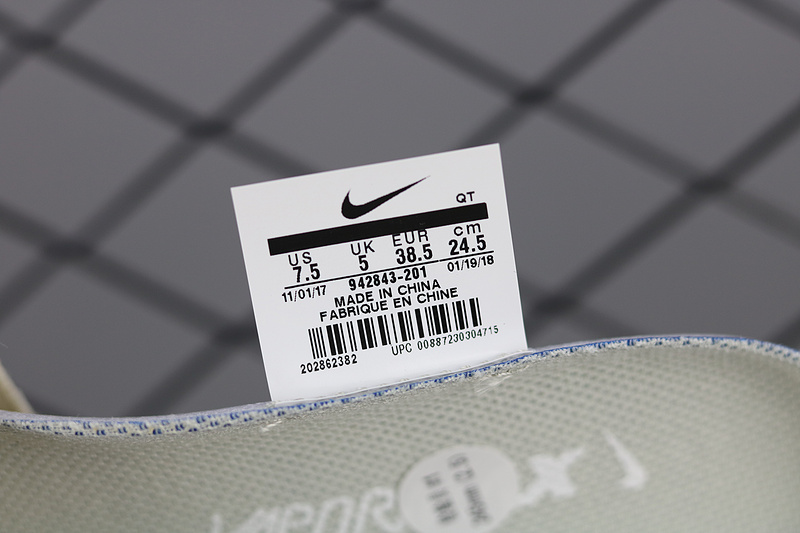 QT
US UK EUR cm
7.5 5 38.5 24.5
11/01/17 942843-201 01/19/18
MADE IN CHINA
FABRIQUE EN CHINE
202862382 UPC 00887230304715
VAPOR